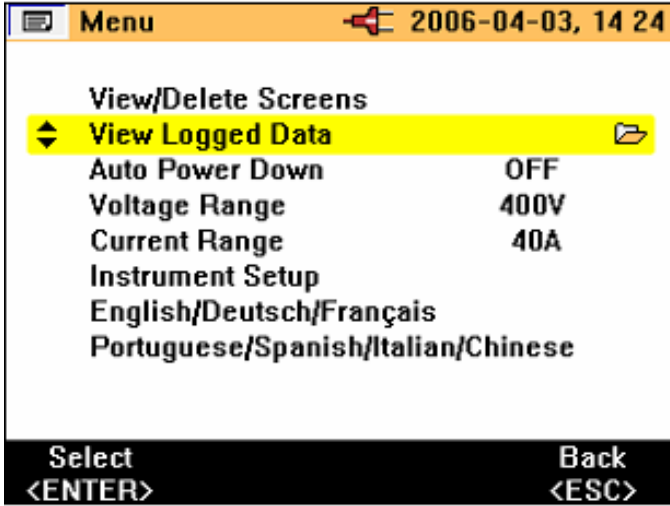 Menu 2006-04-03, 14 24
View/Delete Screens
View Logged Data
Auto Power Down OFF
Voltage Range 400V
Current Range 40A
Instrument Setup
English/Deutsch/Français
Portuguese/Spanish/Italian/Chinese
Select Back
<ENTER> <ESC>